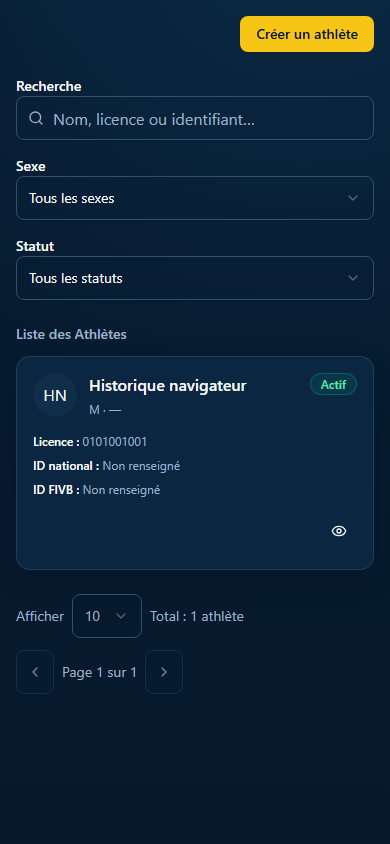 Créer un athlète
Recherche
Nom, licence ou identifiant...
Sexe
Tous les sexes
Statut
Tous les statuts
Liste des Athlètes
HN
Historique navigateur
Actif
M · —
Licence : 0101001001
ID national : Non renseigné
ID FIVB : Non renseigné
Afficher 10 Total : 1 athlète
Page 1 sur 1